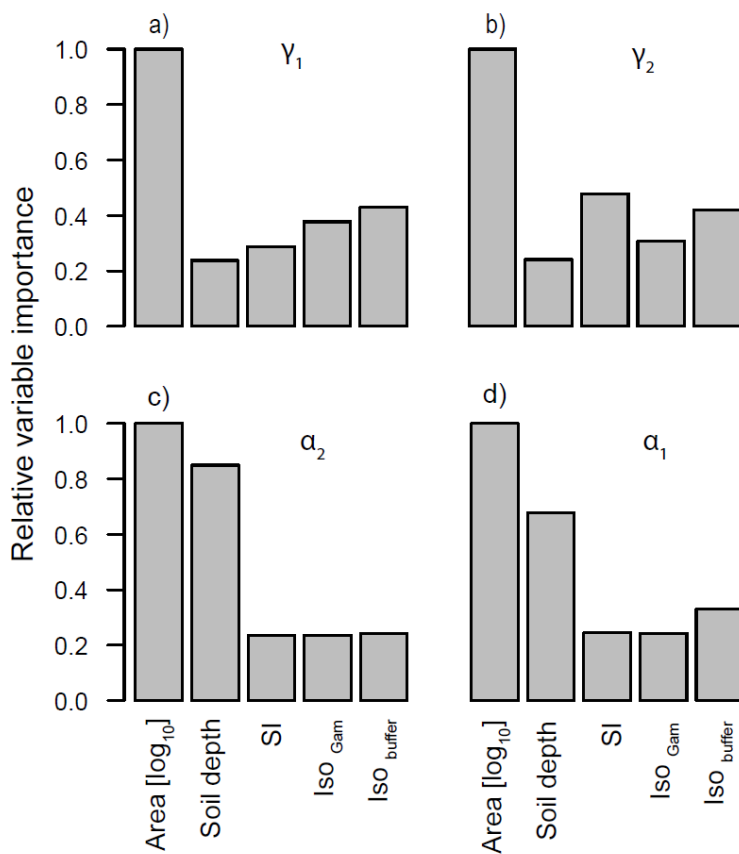 a)
γ1
1.0
0.8
0.6
0.4
0.2
0.0
b)
γ2
Relative variable importance
c)
α2
1.0
0.8
0.6
0.4
0.2
0.0
d)
α1
Area [log10]
Soil depth
SI
Iso Gam
Iso buffer
Area [log10]
Soil depth
SI
Iso Gam
Iso buffer